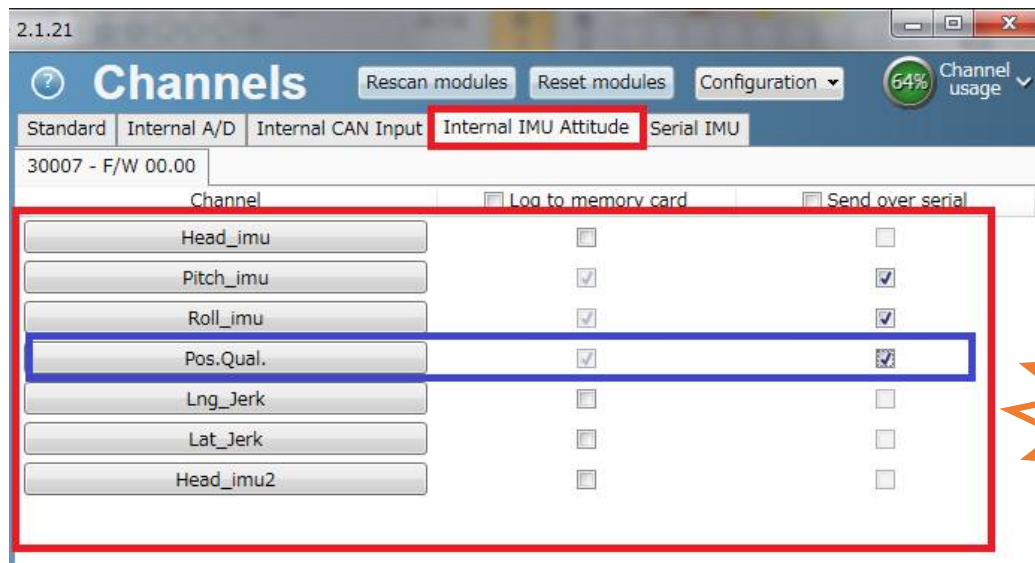 2.1.21
? Channels Rescan modules Reset modules Configuration 64% Channel usage
Standard Internal A/D Internal CAN Input Internal IMU Attitude Serial IMU
30007 - F/W 00.00
Channel Log to memory card Send over serial
Head_imu
Pitch_imu
Roll_imu
Pos.Qual.
Lng_Jerk
Lat_Jerk
Head_imu2